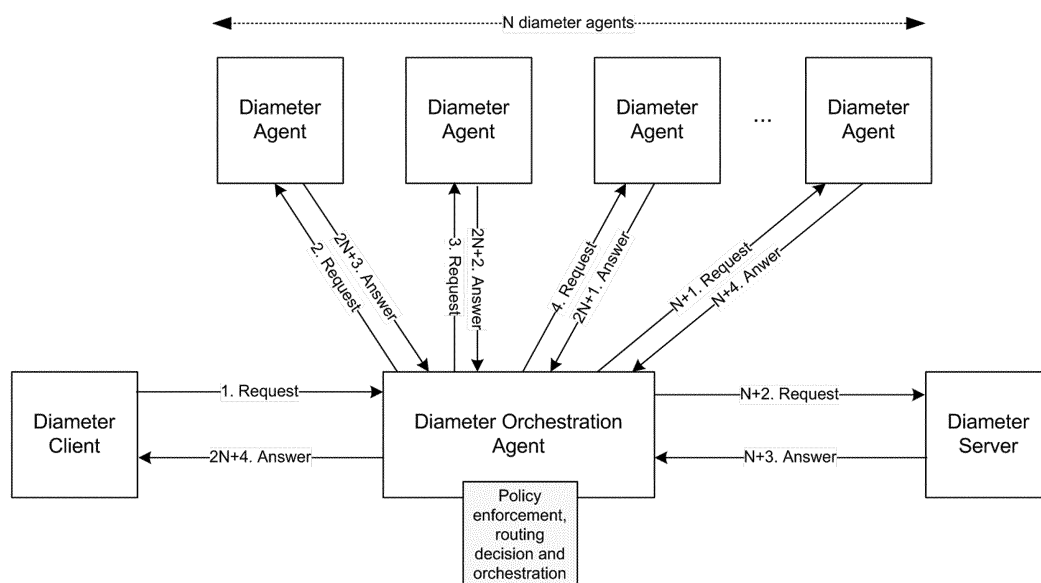 N diameter agents
Diameter
Agent
Diameter
Agent
Diameter
Agent
...
Diameter
Agent
2. Request
2N+3. Answer
3. Request
2N+2. Answer
4. Request
2N+1. Answer
N+1. Request
N+4. Anwer
Diameter
Client
1. Request
2N+4. Answer
Diameter Orchestration
Agent
N+2. Request
N+3. Answer
Diameter
Server
Policy
enforcement,
routing
decision and
orchestration